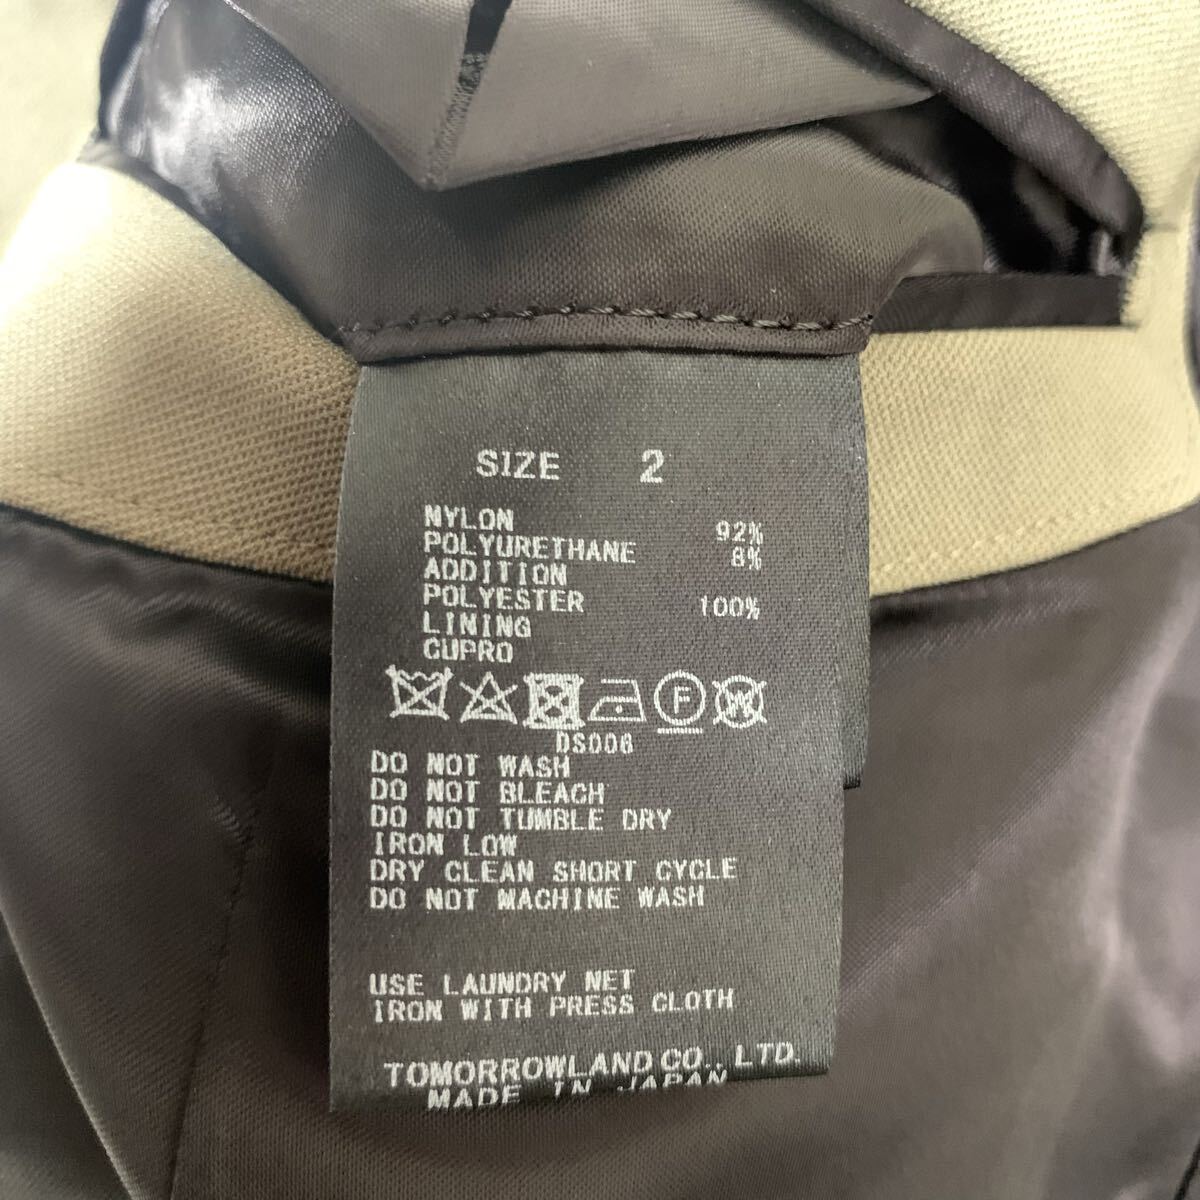 SIZE 2
NYLON 92%
POLYURETHANE 8%
ADDITION
POLYESTER 100%
LINING
CUPRO
F W
DS006
DO NOT WASH
DO NOT BLEACH
DO NOT TUMBLE DRY
IRON LOW
DRY CLEAN SHORT CYCLE
DO NOT MACHINE WASH
USE LAUNDRY NET
IRON WITH PRESS CLOTH
TOMORROWLAND CO., LTD.
MADE IN JAPAN